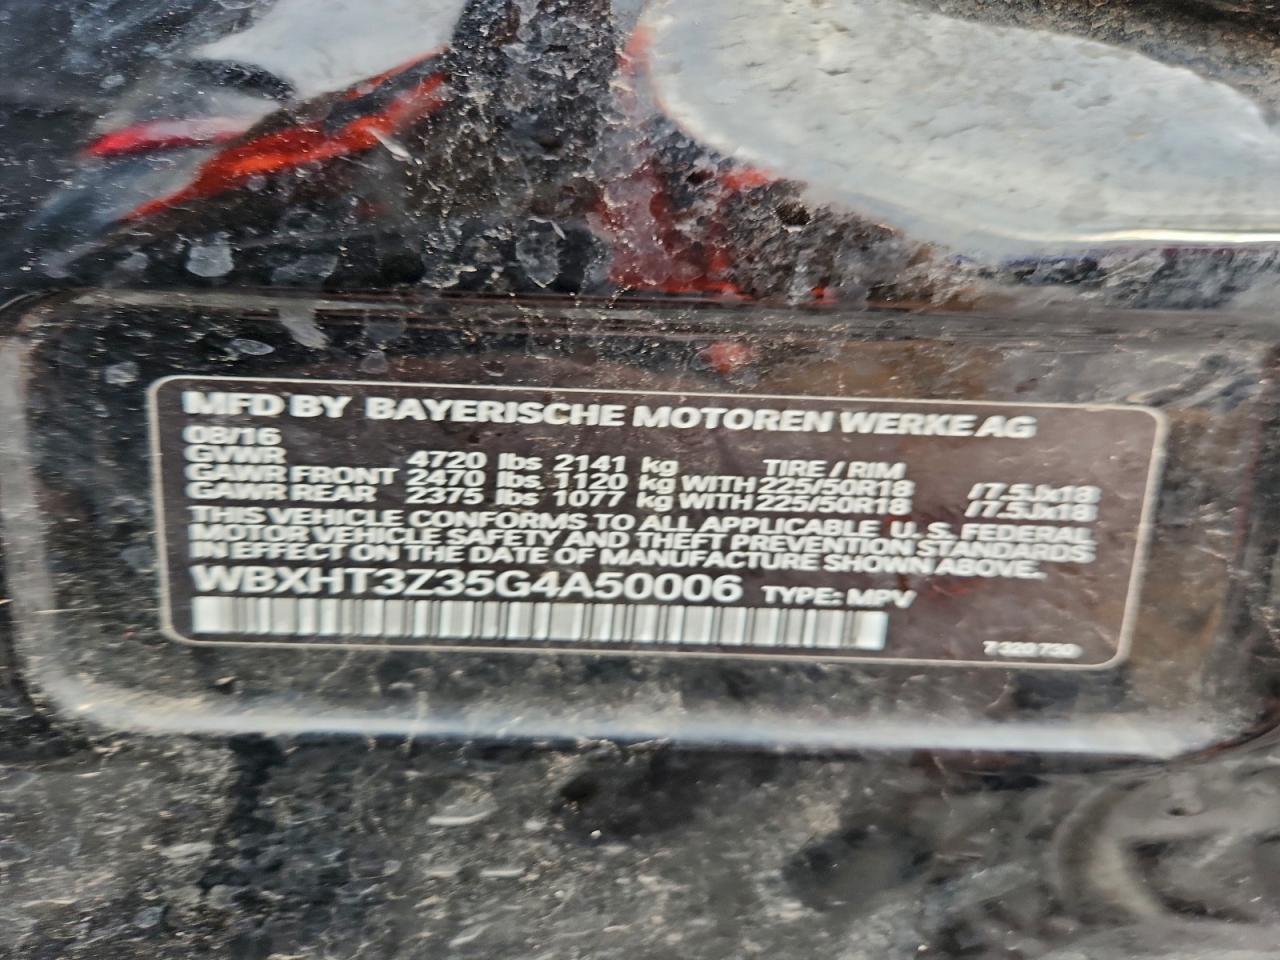 MFD BY BAYERISCHE MOTOREN WERKE AG
08/16
GVWR 4720 lbs 2141 kg TIRE / RIM
GAWR FRONT 2470 lbs 1120 kg WITH 225/50R18 /7.5Jx18
GAWR REAR 2375 lbs 1077 kg WITH 225/50R18 /7.5Jx18
THIS VEHICLE CONFORMS TO ALL APPLICABLE U.S. FEDERAL
MOTOR VEHICLE SAFETY AND THEFT PREVENTION STANDARDS
IN EFFECT ON THE DATE OF MANUFACTURE SHOWN ABOVE.
WBXHT3Z35G4A50006 TYPE: MPV
7 320 730